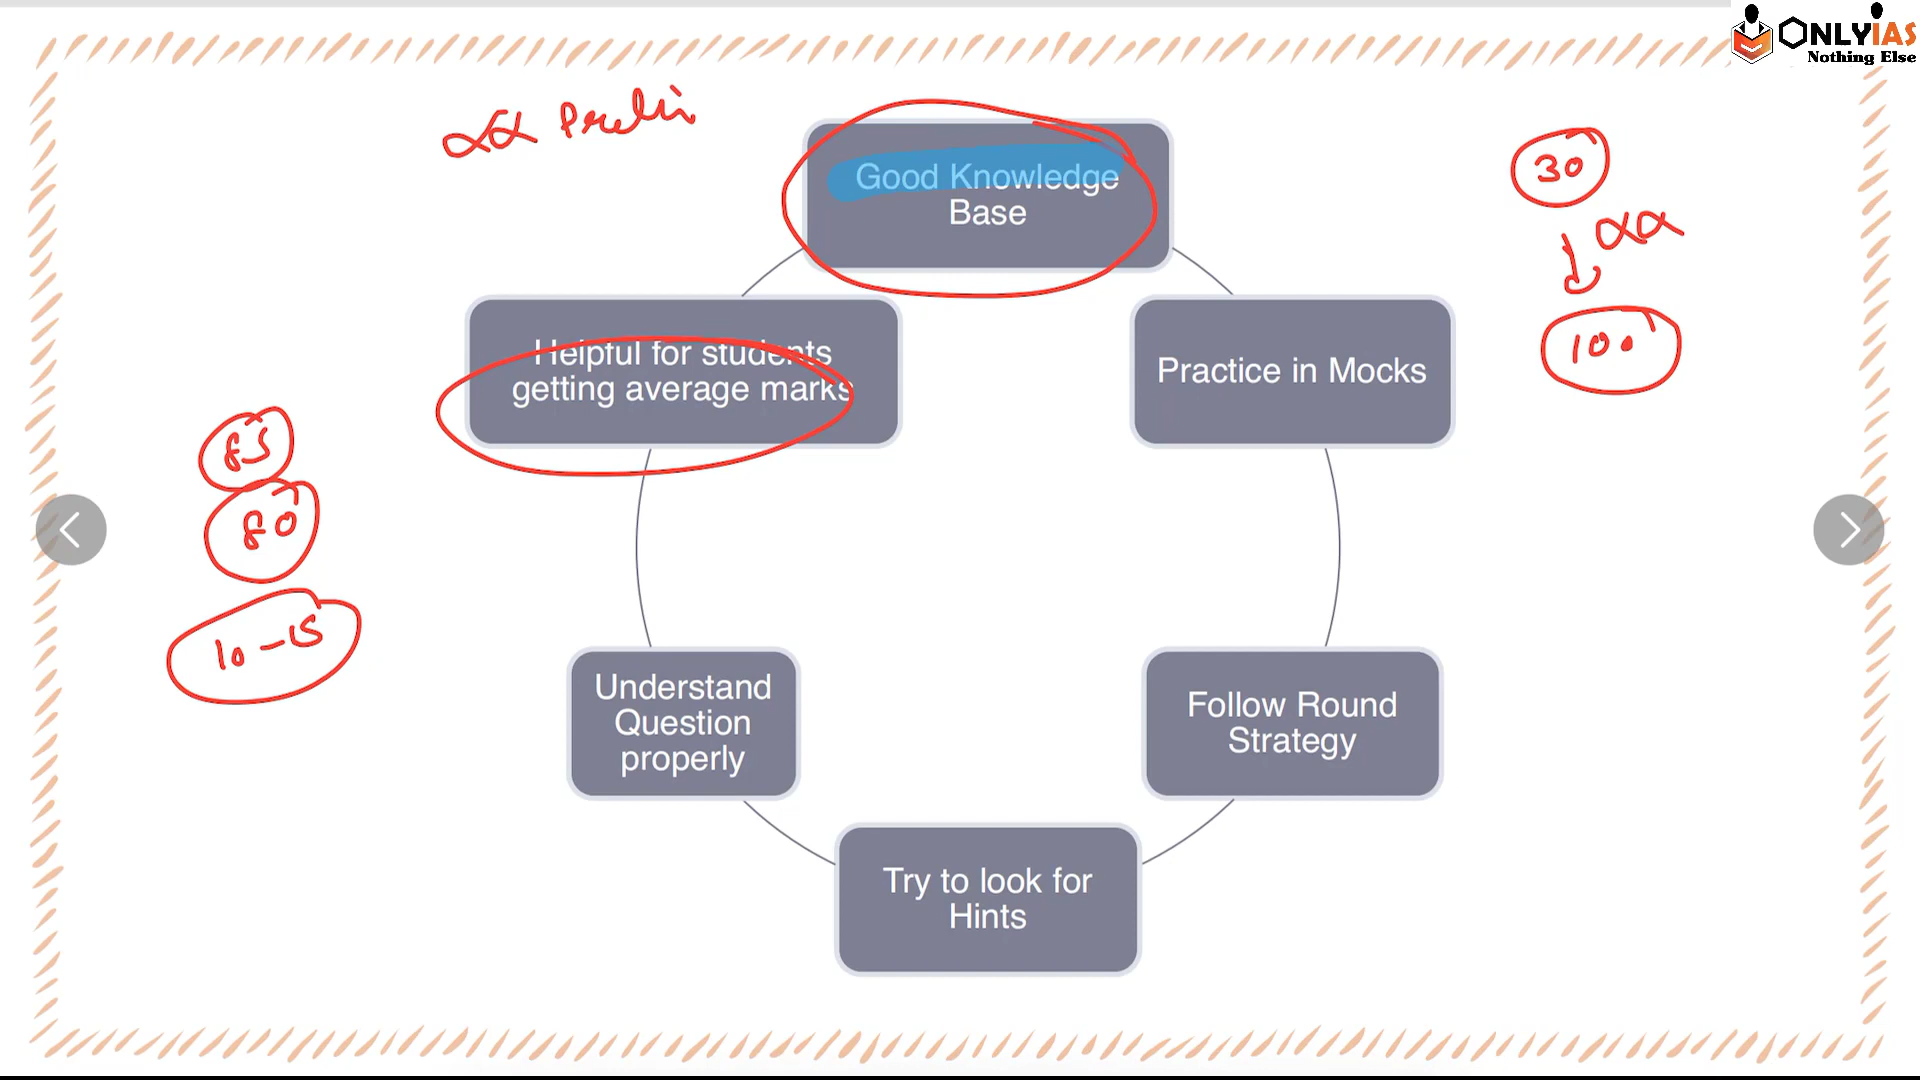 ONLYIAS
Nothing Else
Preli
Good Knowledge
Base
30
100
Helpful for students
getting average marks
Practice in Mocks
85
80
10-15
Understand
Question
properly
Follow Round
Strategy
Try to look for
Hints